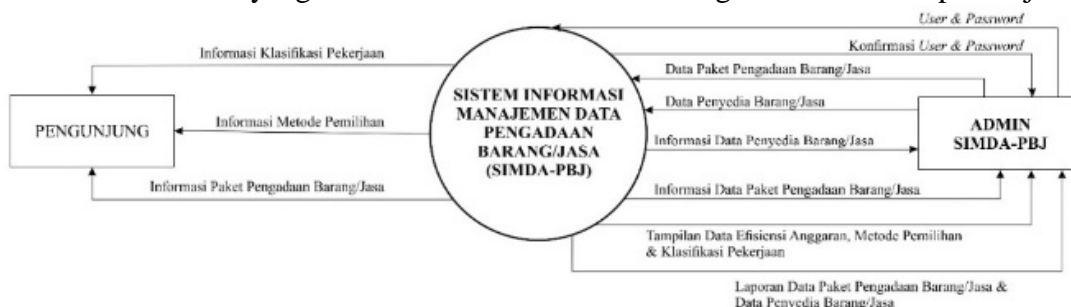 User & Password
Konfirmasi User & Password
Informasi Klasifikasi Pekerjaan
Data Paket Pengadaan Barang/Jasa
SISTEM INFORMASI
MANAJEMEN DATA
PENGADAAN
BARANG/JASA
(SIMDA-PBJ)
Data Penyedia Barang/Jasa
PENGUNJUNG
Informasi Metode Pemilihan
ADMIN
SIMDA-PBJ
Informasi Data Penyedia Barang/Jasa
Informasi Paket Pengadaan Barang/Jasa
Informasi Data Paket Pengadaan Barang/Jasa
Tampilan Data Efisiensi Anggaran, Metode Pemilihan
& Klasifikasi Pekerjaan
Laporan Data Paket Pengadaan Barang/Jasa &
Data Penyedia Barang/Jasa